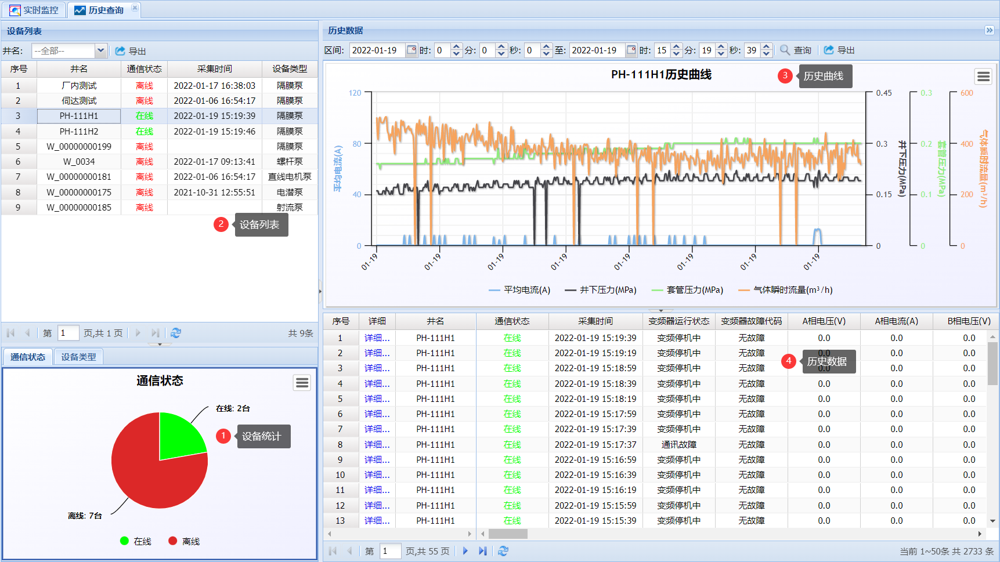 实时监控 历史查询
设备列表
井名: --全部-- 导出
序号 井名 通信状态 采集时间 设备类型
1 厂内测试 离线 2022-01-17 16:38:03 隔膜泵
2 伺达测试 离线 2022-01-06 16:54:17 隔膜泵
3 PH-111H1 在线 2022-01-19 15:19:39 隔膜泵
4 PH-111H2 在线 2022-01-19 15:19:46 隔膜泵
5 W_00000000199 离线 隔膜泵
6 W_0034 离线 2022-01-17 09:13:41 螺杆泵
7 W_00000000181 离线 2022-01-06 16:54:17 直线电机泵
8 W_00000000175 离线 2021-10-31 12:55:51 电潜泵
9 W_00000000185 离线 射流泵
2 设备列表
第 1 页,共 1 页 共 9条
通信状态 设备类型
通信状态
在线: 2台
1 设备统计
离线: 7台
在线 离线
历史数据
区间: 2022-01-19 时: 0 分: 0 秒: 0 至: 2022-01-19 时: 15 分: 19 秒: 39 查询 导出
PH-111H1历史曲线
3 历史曲线
120 0.45 0.3 600
80 0.3 0.2 400
40 0.15 0.1 200
0 0 0 0
平均电流(A)
井下压力(MPa)
套管压力(MPa)
气体瞬时流量(m³/h)
01-19 01-19 01-19 01-19 01-19 01-19 01-19 01-19
平均电流(A) 井下压力(MPa) 套管压力(MPa) 气体瞬时流量(m³/h)
序号 详细 井名 通信状态 采集时间 变频器运行状态 变频器故障代码 A相电压(V) A相电流(A) B相电压(V)
1 详细... PH-111H1 在线 2022-01-19 15:19:39 变频停机中 无故障 0.0 0.0 0.0
2 详细... PH-111H1 在线 2022-01-19 15:19:19 变频停机中 无故障 0.0 0.0 0.0
3 详细... PH-111H1 在线 2022-01-19 15:18:59 变频停机中 无故障 0.0 0.0 0.0
4 历史数据
4 详细... PH-111H1 在线 2022-01-19 15:18:39 变频停机中 无故障 0.0 0.0 0.0
5 详细... PH-111H1 在线 2022-01-19 15:18:19 变频停机中 无故障 0.0 0.0 0.0
6 详细... PH-111H1 在线 2022-01-19 15:17:59 变频停机中 无故障 0.0 0.0 0.0
7 详细... PH-111H1 在线 2022-01-19 15:17:39 变频停机中 无故障 0.0 0.0 0.0
8 详细... PH-111H1 在线 2022-01-19 15:17:37 通讯故障 无故障 0.0 0.0 0.0
9 详细... PH-111H1 在线 2022-01-19 15:16:59 变频停机中 无故障 0.0 0.0 0.0
10 详细... PH-111H1 在线 2022-01-19 15:16:39 变频停机中 无故障 0.0 0.0 0.0
11 详细... PH-111H1 在线 2022-01-19 15:16:19 变频停机中 无故障 0.0 0.0 0.0
12 详细... PH-111H1 在线 2022-01-19 15:15:59 变频停机中 无故障 0.0 0.0 0.0
13 详细... PH-111H1 在线 2022-01-19 15:15:39 变频停机中 无故障 0.0 0.0 0.0
第 1 页,共 55 页 当前 1~50条 共 2733 条